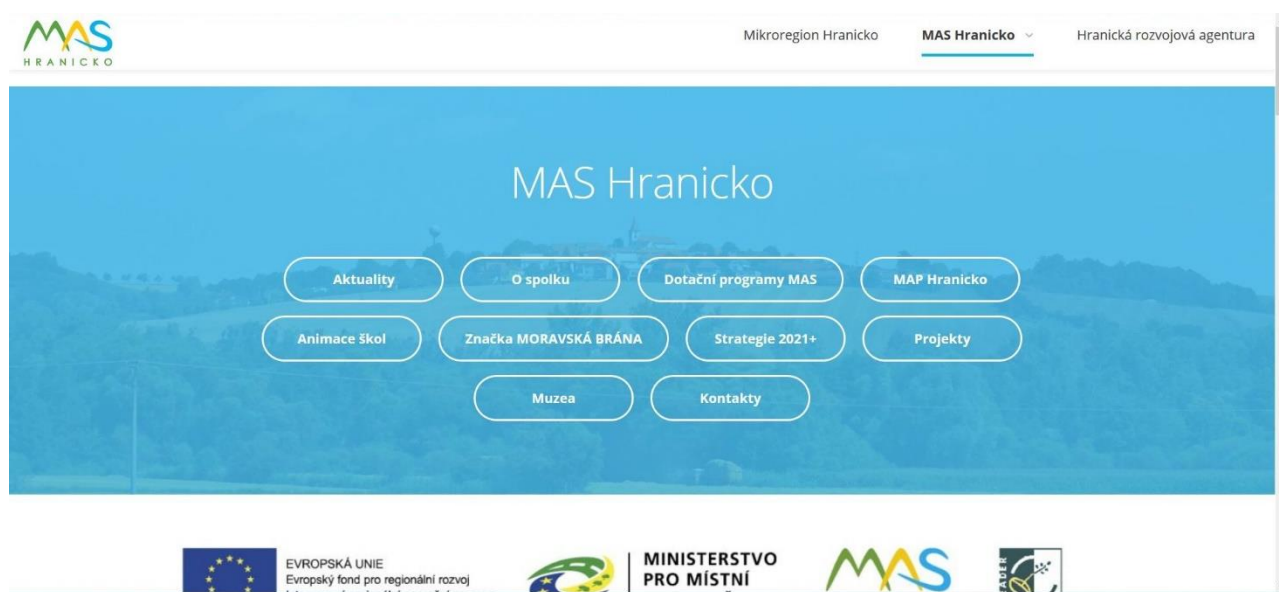 MAS
HRANICKO
Mikroregion Hranicko
MAS Hranicko
Hranická rozvojová agentura
MAS Hranicko
Aktuality
O spolku
Dotační programy MAS
MAP Hranicko
Animace škol
Značka MORAVSKÁ BRÁNA
Strategie 2021+
Projekty
Muzea
Kontakty
EVROPSKÁ UNIE
Evropský fond pro regionální rozvoj
MINISTERSTVO
PRO MÍSTNÍ
MAS